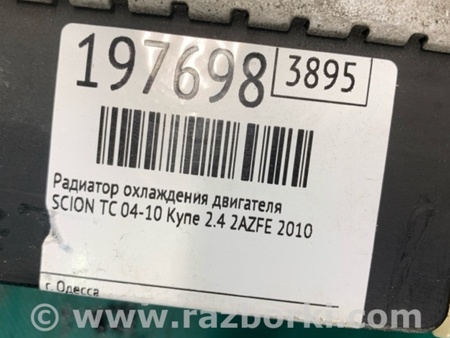 197698 3895
Радиатор охлаждения двигателя
SCION TC 04-10 Купе 2.4 2AZFE 2010
г. Одесса
www.razborki.com